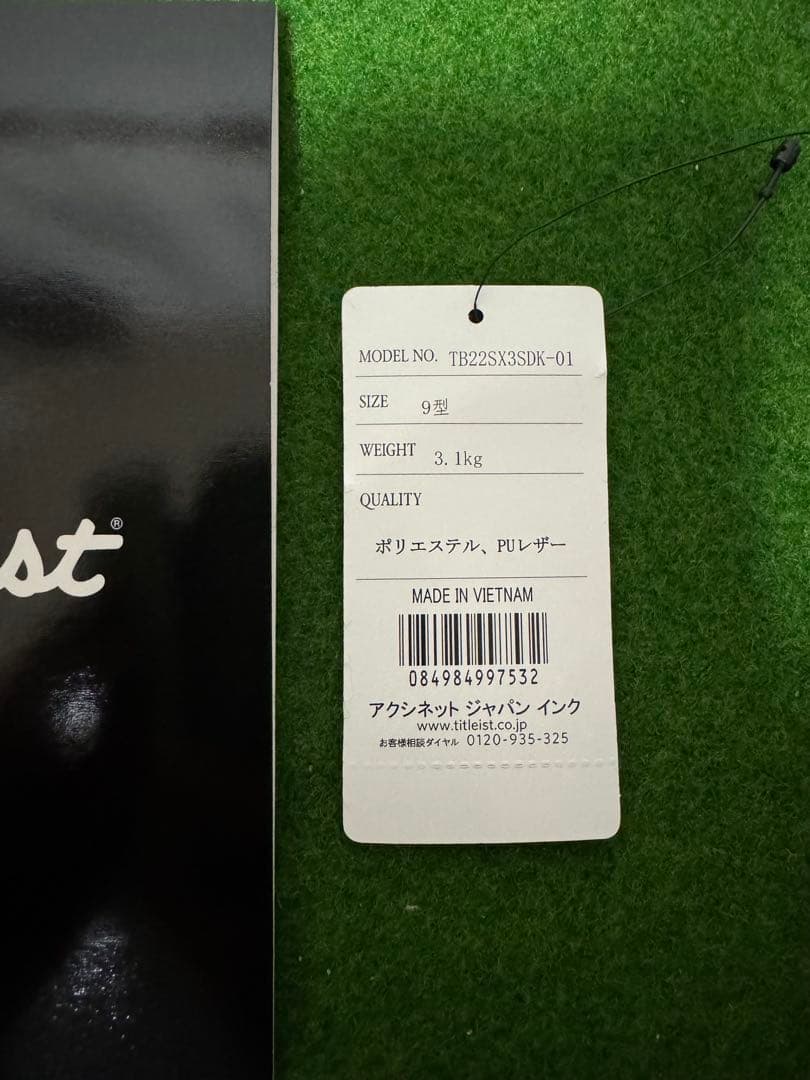 st®
MODEL NO. TB22SX3SDK-01
SIZE 9型
WEIGHT 3.1kg
QUALITY
ポリエステル、PUレザー
MADE IN VIETNAM
084984997532
アクシネット ジャパン インク
www.titleist.co.jp
お客様相談ダイヤル 0120-935-325